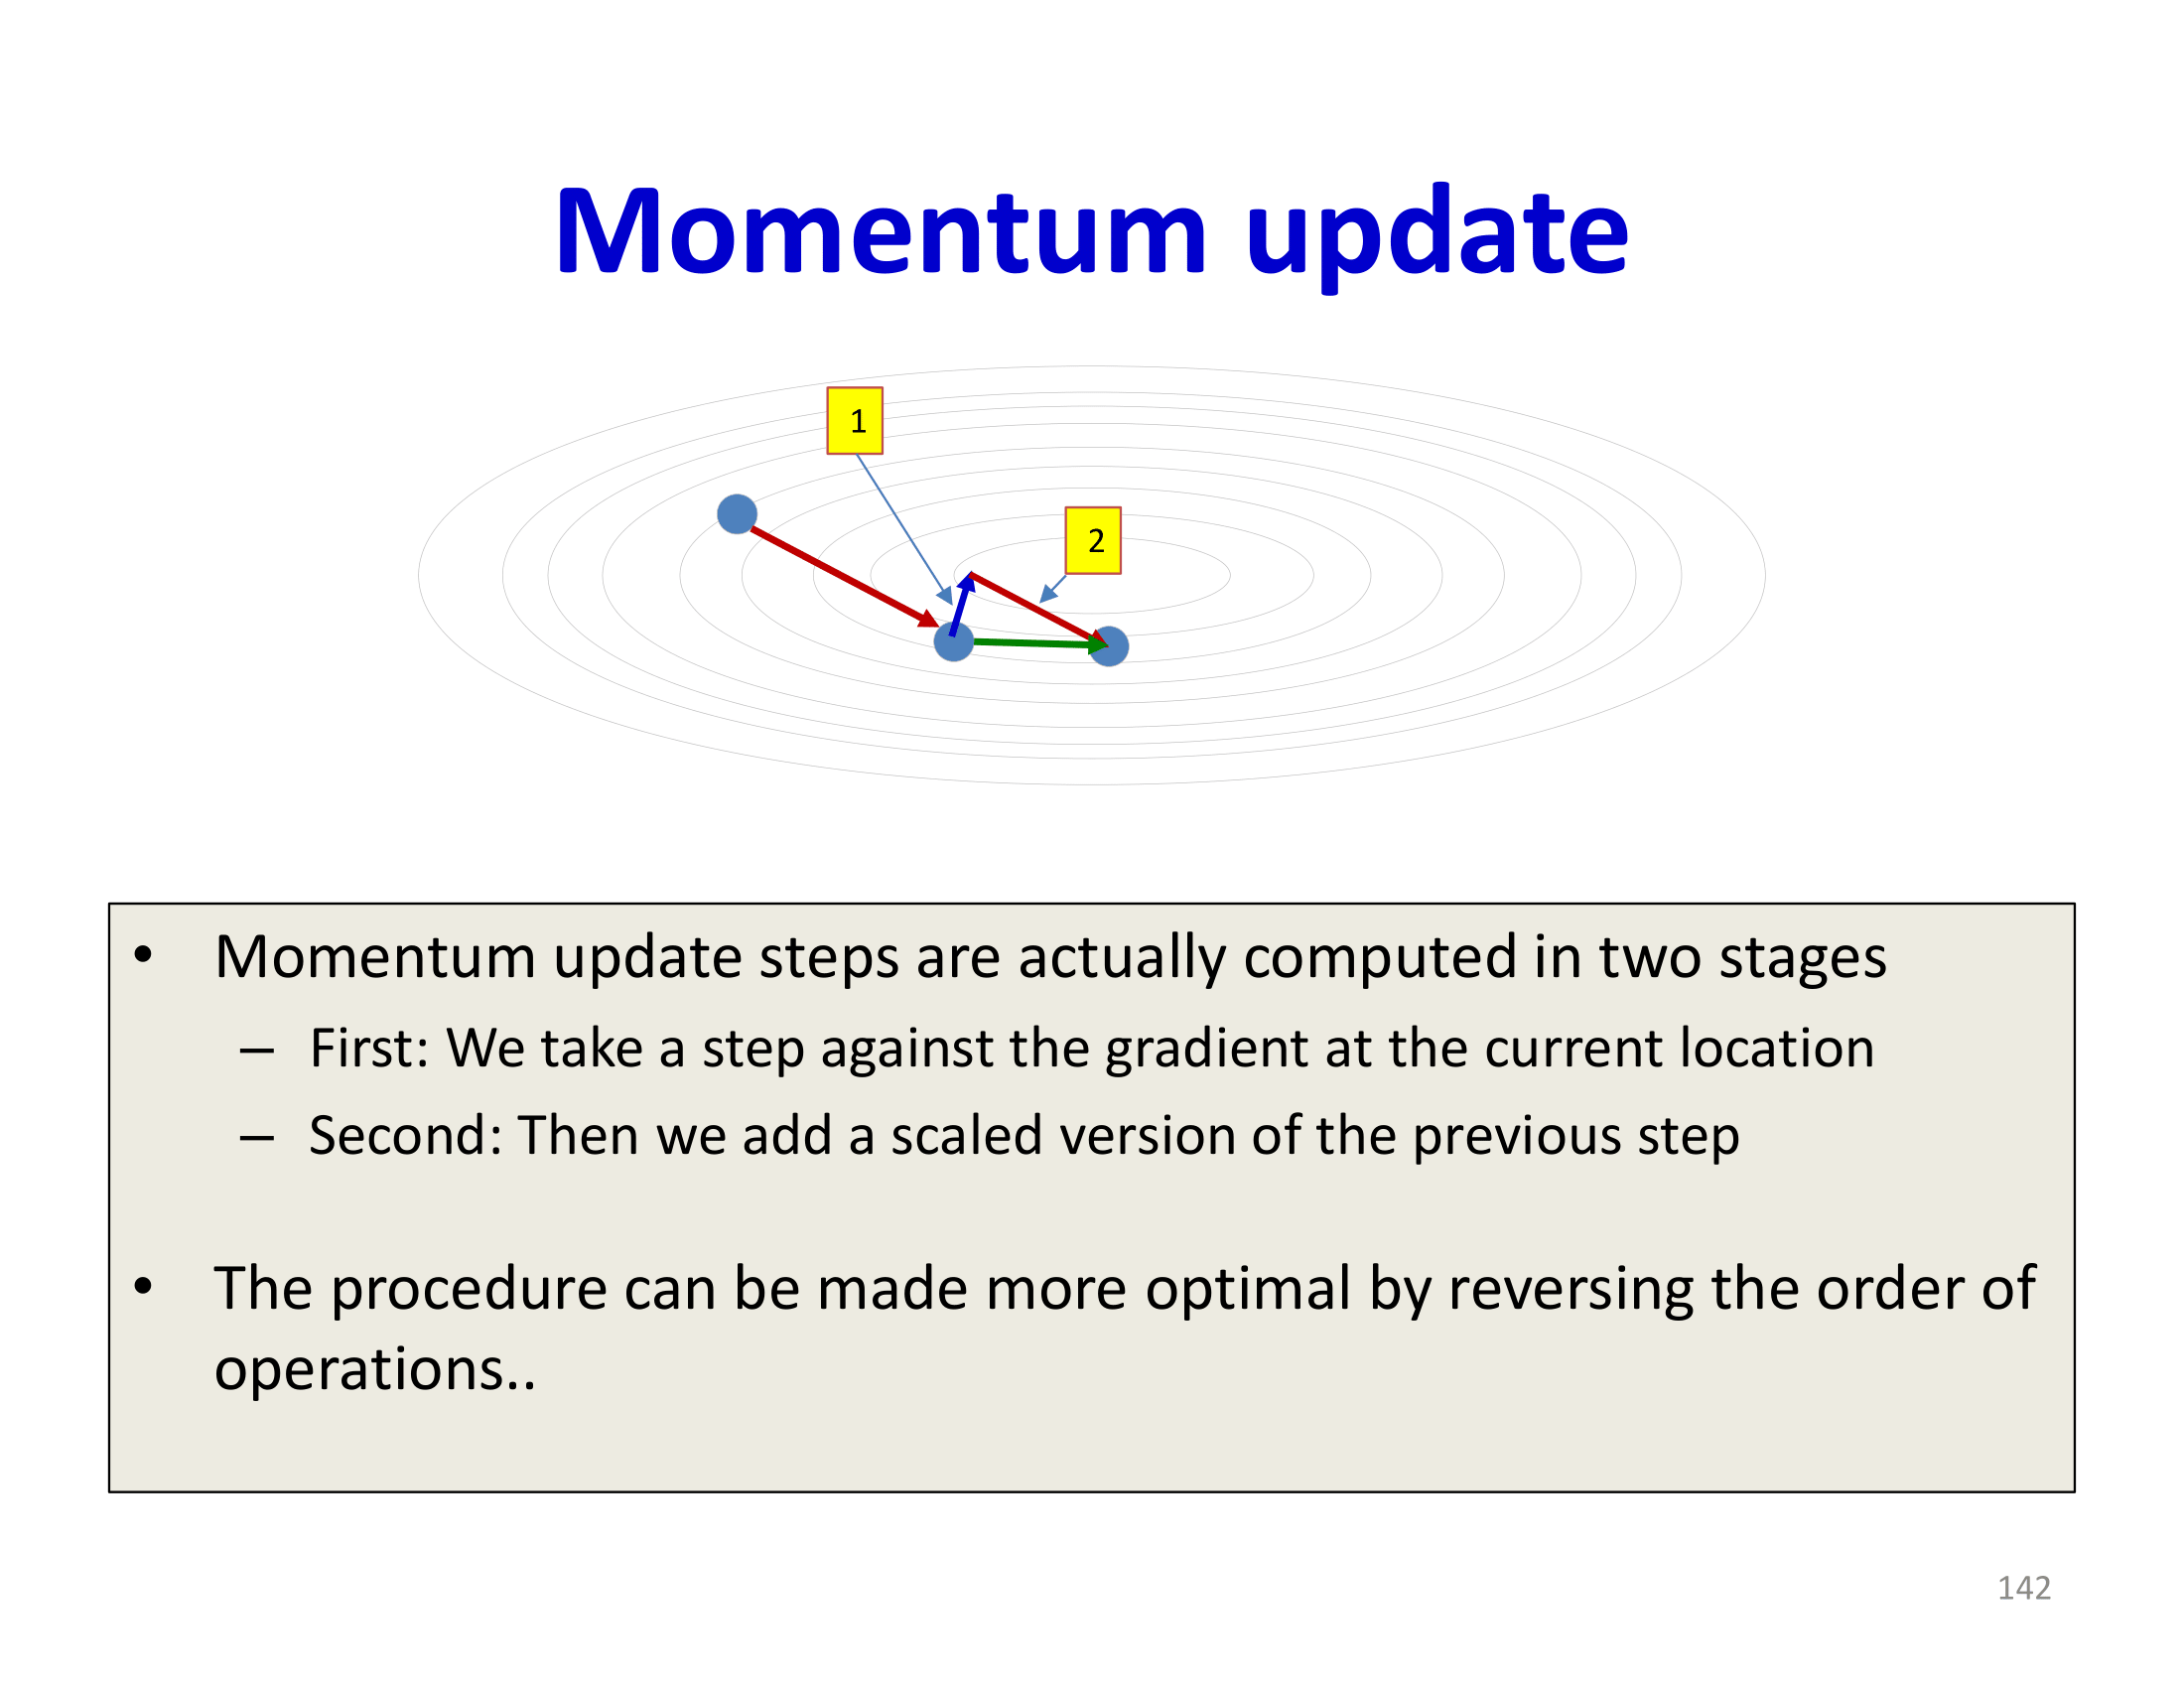 Momentum update
1
2
• Momentum update steps are actually computed in two stages
– First: We take a step against the gradient at the current location
– Second: Then we add a scaled version of the previous step
• The procedure can be made more optimal by reversing the order of
operations..
142